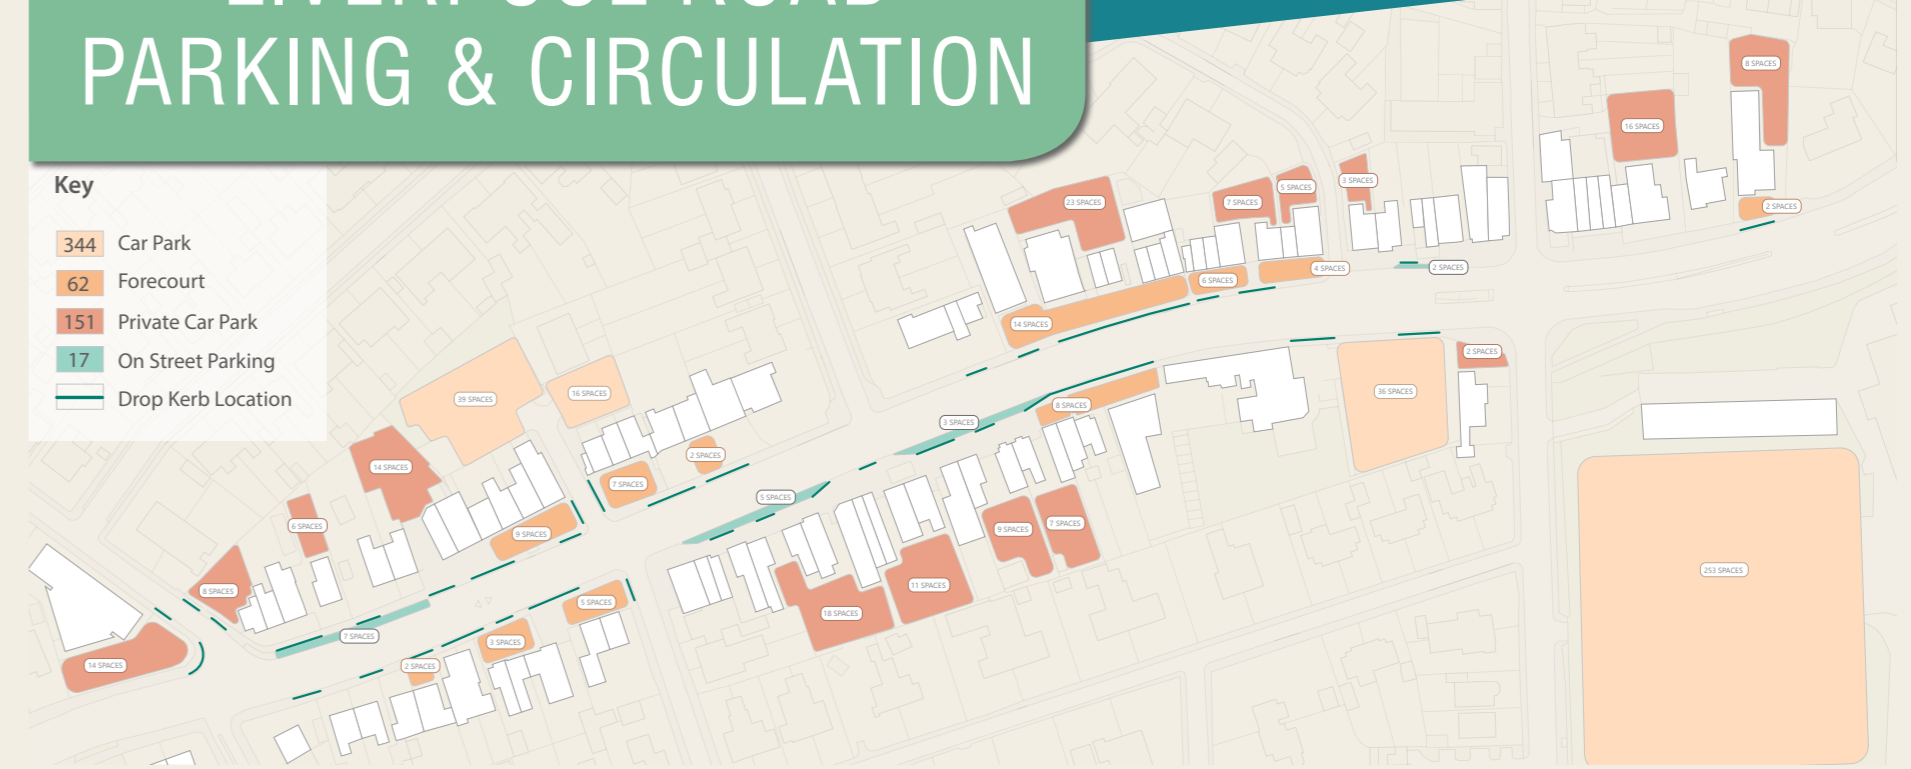 LIVERPOOL ROAD
PARKING & CIRCULATION
Key
344 Car Park
62 Forecourt
151 Private Car Park
17 On Street Parking
Drop Kerb Location
8 SPACES
16 SPACES
2 SPACES
3 SPACES
5 SPACES
7 SPACES
23 SPACES
2 SPACES
4 SPACES
6 SPACES
14 SPACES
2 SPACES
36 SPACES
8 SPACES
3 SPACES
39 SPACES
16 SPACES
2 SPACES
7 SPACES
14 SPACES
5 SPACES
6 SPACES
9 SPACES
9 SPACES
7 SPACES
253 SPACES
11 SPACES
18 SPACES
8 SPACES
5 SPACES
7 SPACES
3 SPACES
14 SPACES
2 SPACES